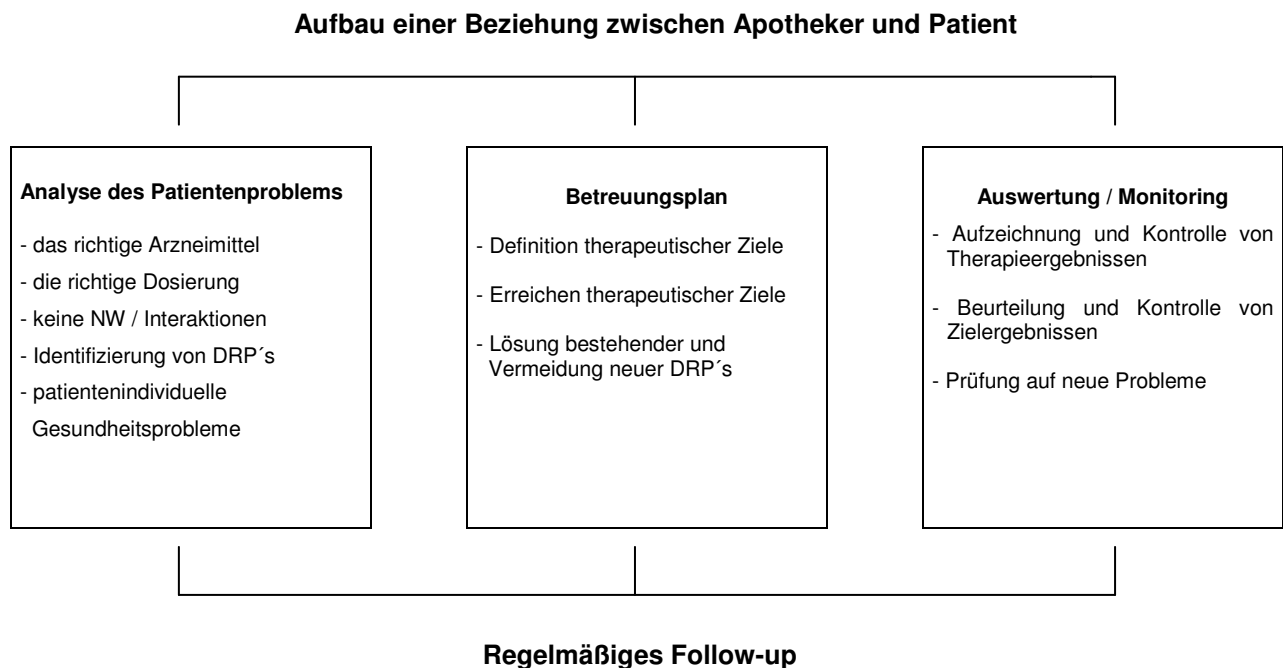 Aufbau einer Beziehung zwischen Apotheker und Patient
Analyse des Patientenproblems
- das richtige Arzneimittel
- die richtige Dosierung
- keine NW / Interaktionen
- Identifizierung von DRP´s
- patientenindividuelle
Gesundheitsprobleme
Betreuungsplan
- Definition therapeutischer Ziele
- Erreichen therapeutischer Ziele
- Lösung bestehender und
Vermeidung neuer DRP´s
Auswertung / Monitoring
- Aufzeichnung und Kontrolle von
Therapieergebnissen
- Beurteilung und Kontrolle von
Zielergebnissen
- Prüfung auf neue Probleme
Regelmäßiges Follow-up